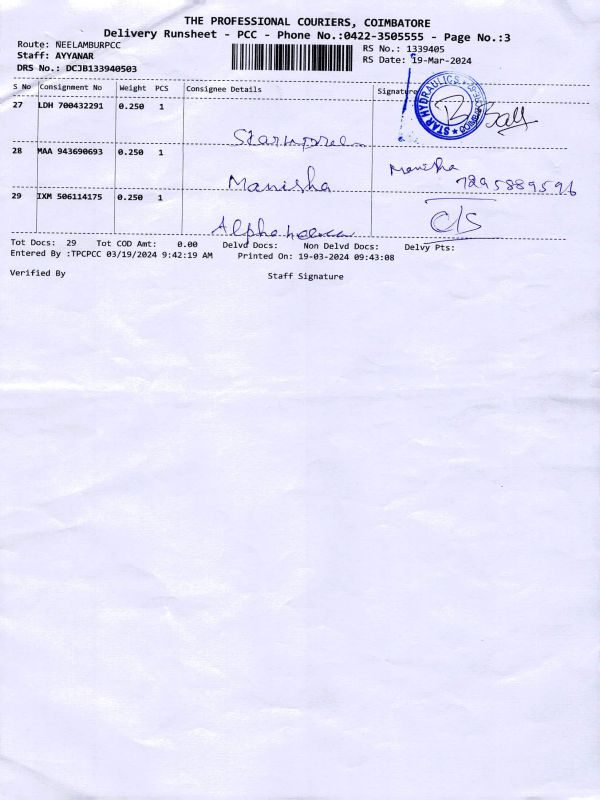 THE PROFESSIONAL COURIERS, COIMBATORE
Delivery Runsheet - PCC - Phone No.:0422-3505555 - Page No.:3
Route: NEELAMBURPCC
Staff: AYYANAR
DRS No.: DCJB133940503
RS No.: 1339405
RS Date: 19-Mar-2024
S No Consignment No Weight PCS Consignee Details Signature
27 LDH 700432291 0.250 1
STAR HYDRAULICS
28 MAA 943690693 0.250 1
Manisha Manisha
7295889596
29 IXM 506114175 0.250 1
Alpha C/S
Tot Docs: 29 Tot COD Amt: 0.00 Delvd Docs: Non Delvd Docs: Delvy Pts:
Entered By :TPCPCC 03/19/2024 9:42:19 AM Printed On: 19-03-2024 09:43:08
Verified By Staff Signature